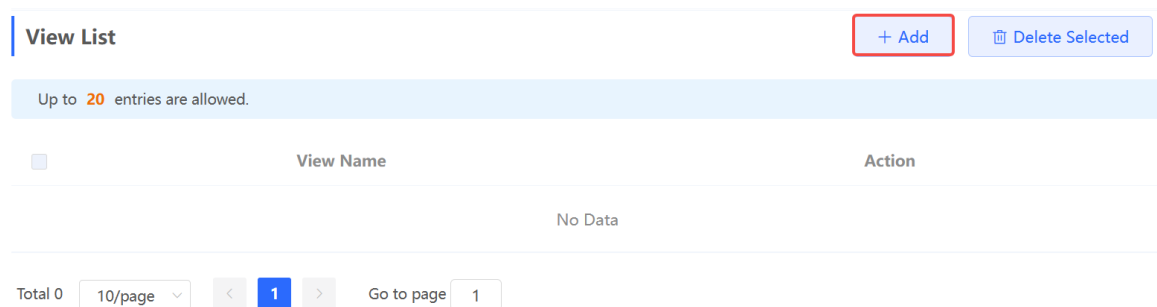 View List
+ Add
Delete Selected
Up to 20 entries are allowed.
View Name
Action
No Data
Total 0
10/page
<
1
>
Go to page
1